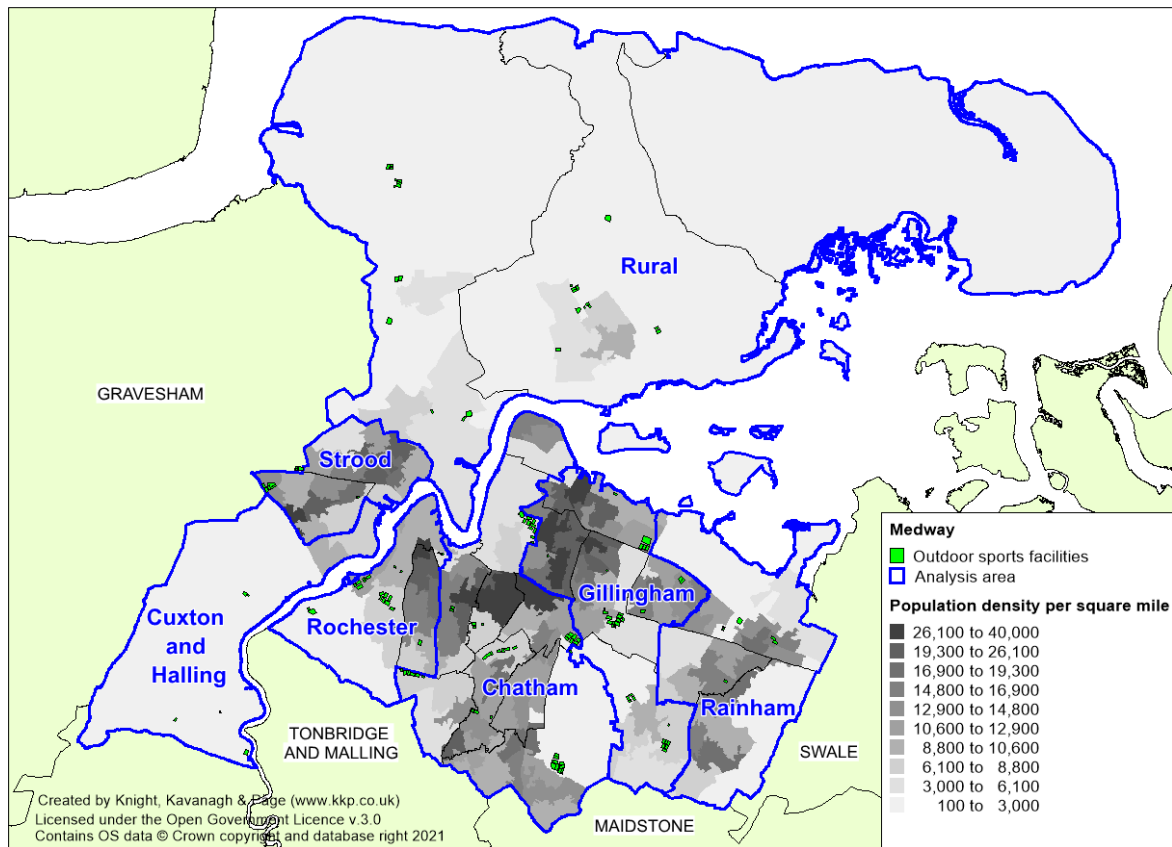 Rural
GRAVESHAM
Strood
Gillingham
Cuxton
and
Halling
Rochester
Chatham
Rainham
TONBRIDGE
AND MALLING
SWALE
MAIDSTONE
Medway
Outdoor sports facilities
Analysis area
Population density per square mile
26,100 to 40,000
19,300 to 26,100
16,900 to 19,300
14,800 to 16,900
12,900 to 14,800
10,600 to 12,900
8,800 to 10,600
6,100 to 8,800
3,000 to 6,100
100 to 3,000
Created by Knight, Kavanagh & Page (www.kkp.co.uk)
Licensed under the Open Government Licence v.3.0
Contains OS data © Crown copyright and database right 2021